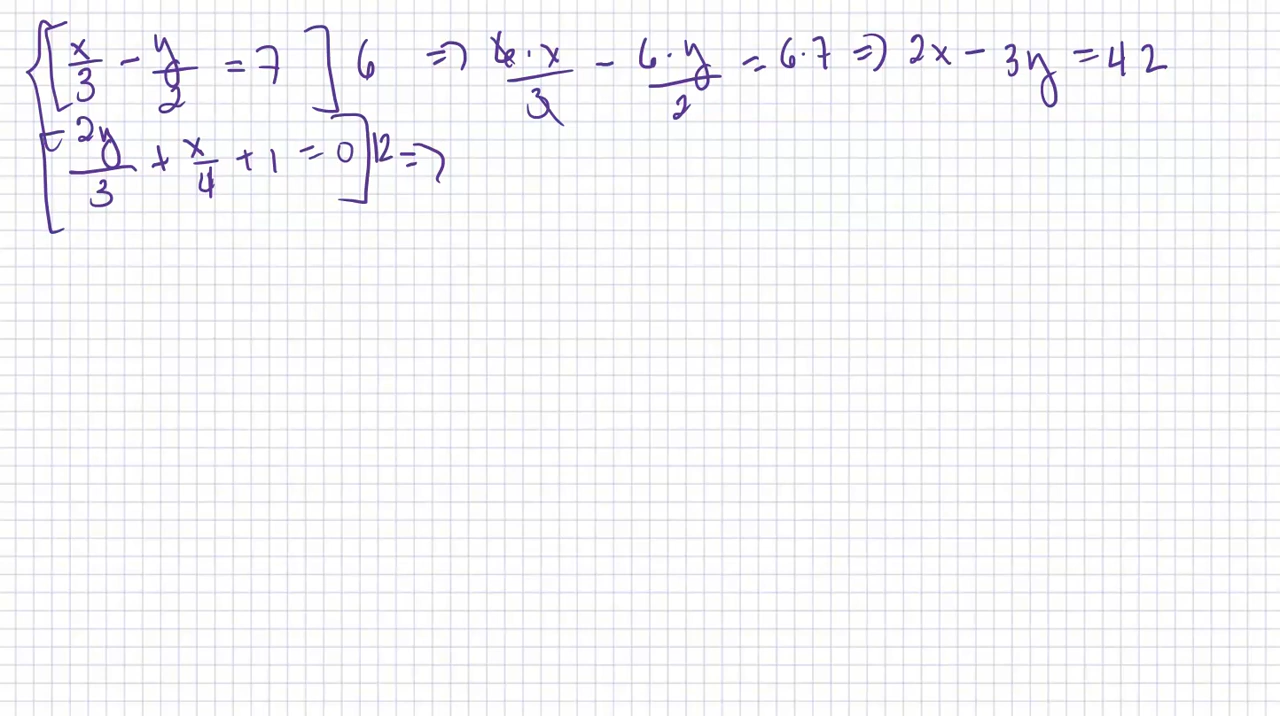 {[x/3 - y/2 = 7] 6 => 6·x/3 - 6·y/2 = 6·7 => 2x - 3y = 42
[2y/3 + x/4 + 1 = 0] 12 =>